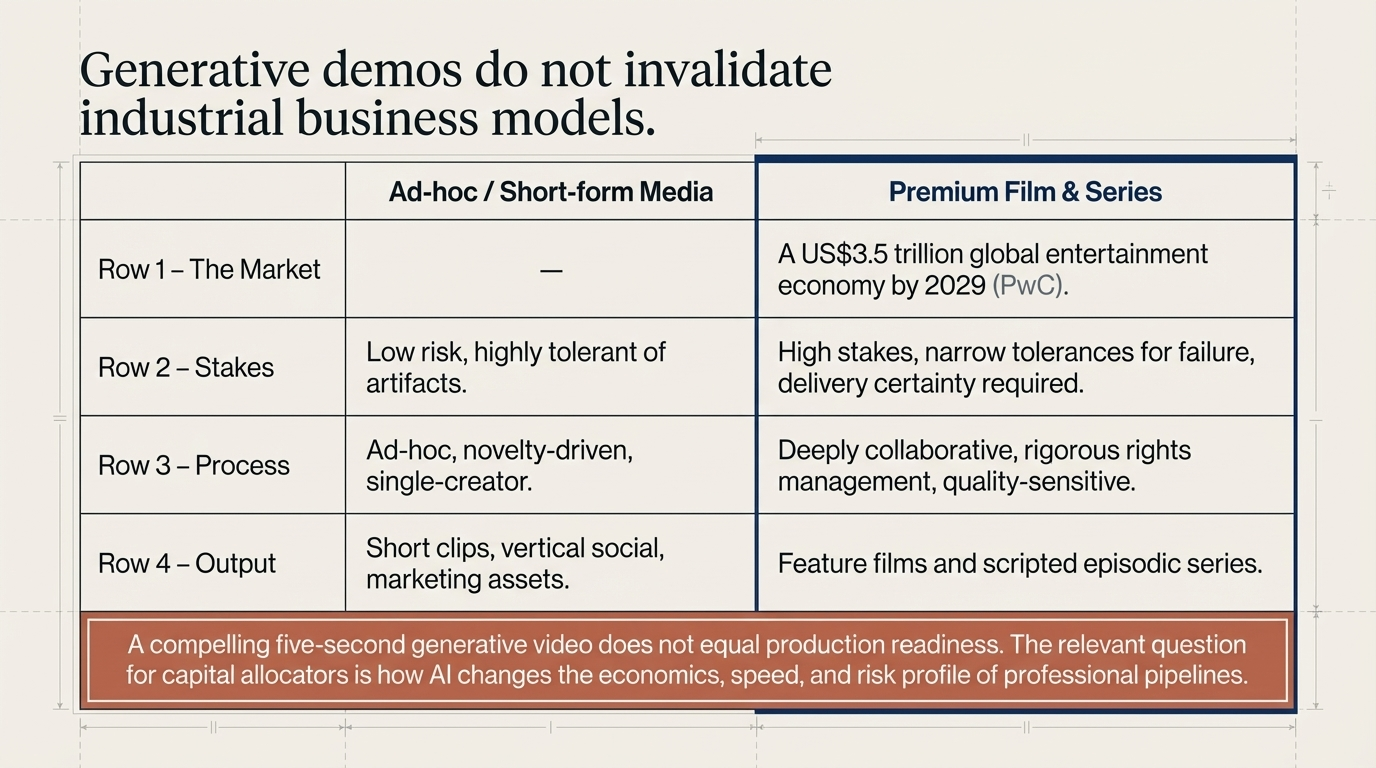 Generative demos do not invalidate
industrial business models.
Ad-hoc / Short-form Media
Premium Film & Series
Row 1 – The Market
—
A US$3.5 trillion global entertainment
economy by 2029 (PwC).
Row 2 – Stakes
Low risk, highly tolerant of
artifacts.
High stakes, narrow tolerances for failure,
delivery certainty required.
Row 3 – Process
Ad-hoc, novelty-driven,
single-creator.
Deeply collaborative, rigorous rights
management, quality-sensitive.
Row 4 – Output
Short clips, vertical social,
marketing assets.
Feature films and scripted episodic series.
A compelling five-second generative video does not equal production readiness. The relevant question
for capital allocators is how AI changes the economics, speed, and risk profile of professional pipelines.